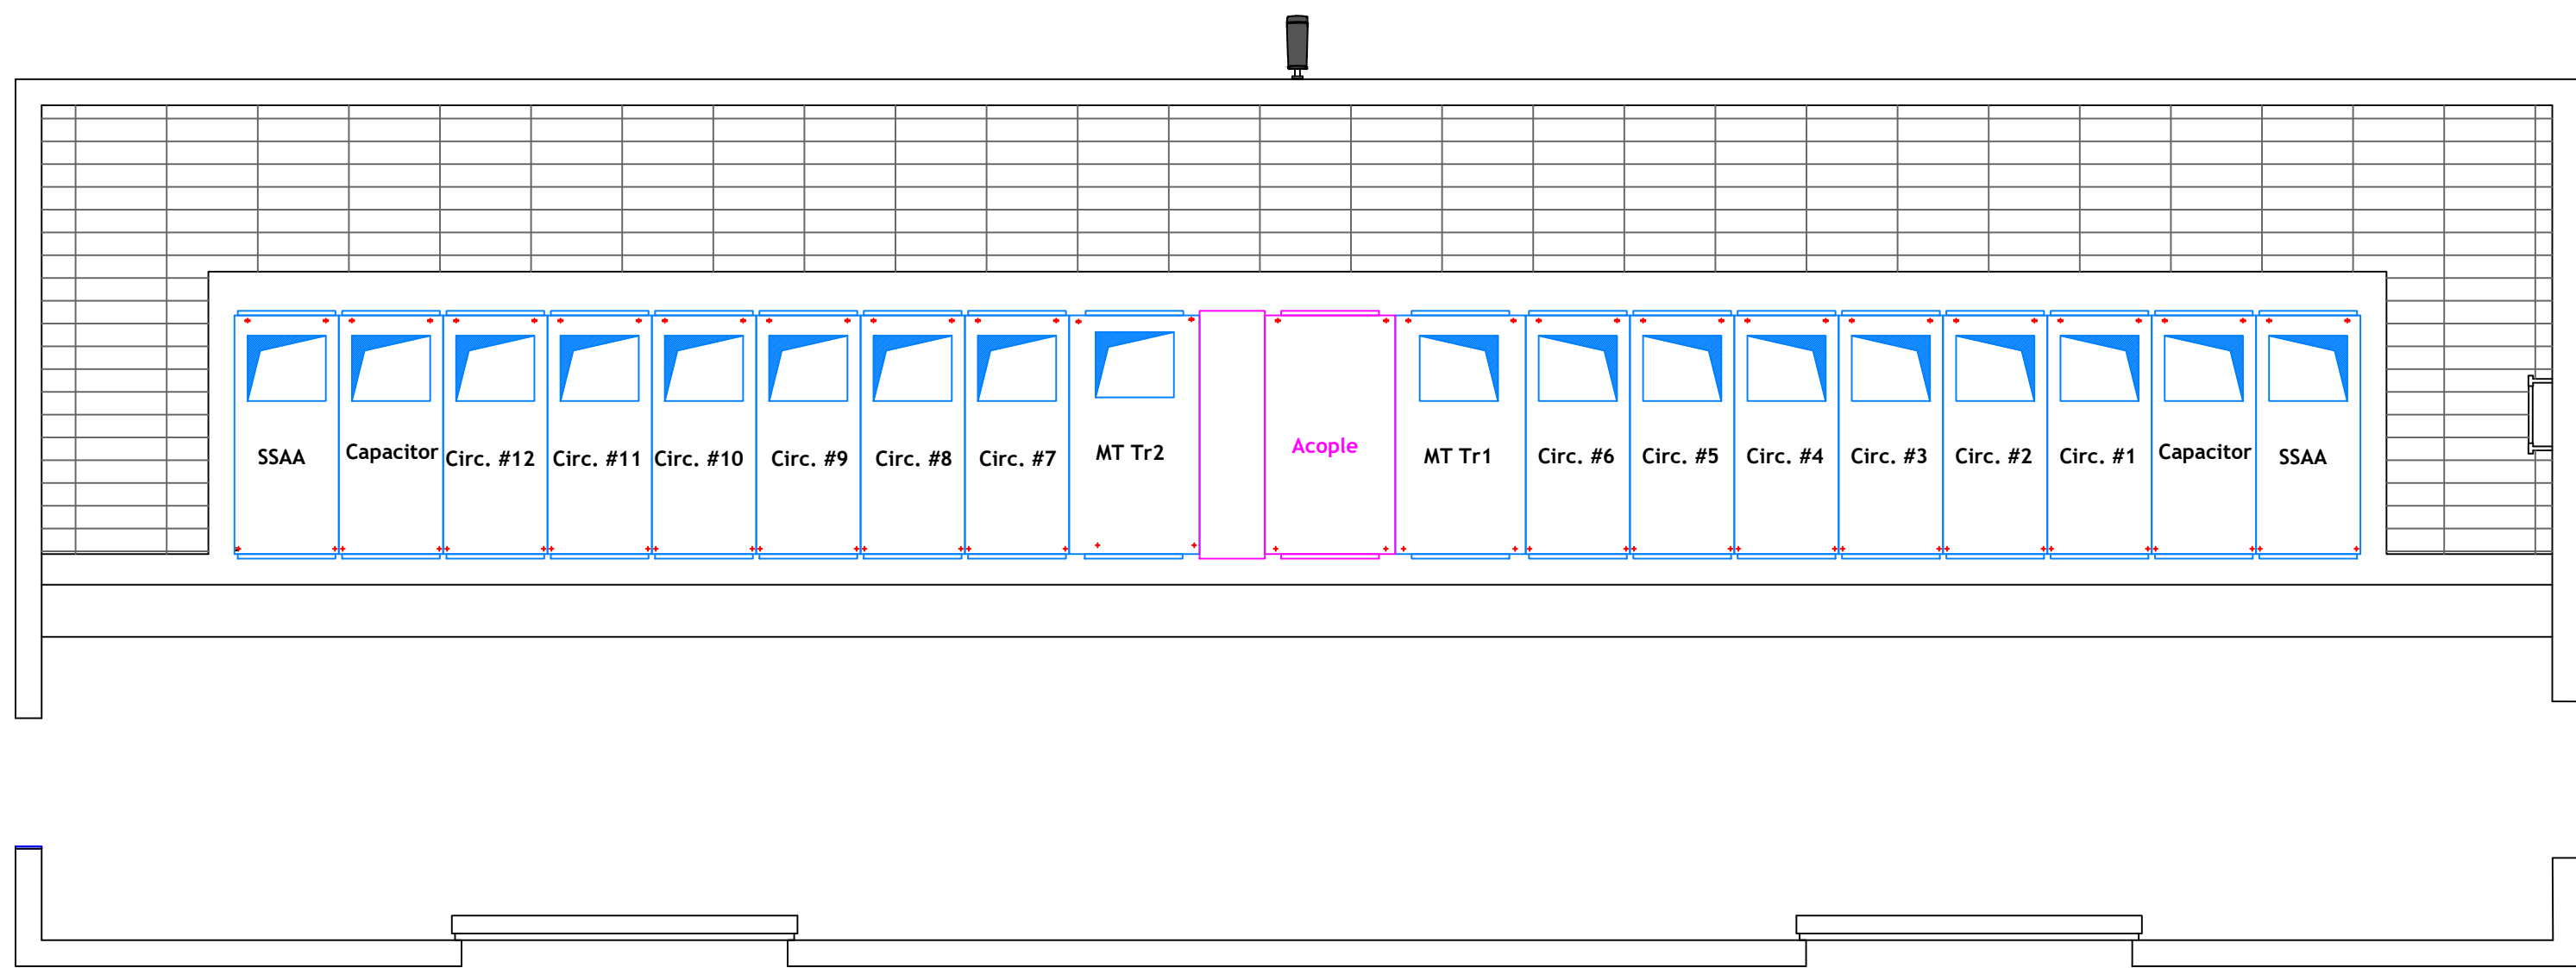 SSAA
Capacitor
Circ. #12
Circ. #11
Circ. #10
Circ. #9
Circ. #8
Circ. #7
MT Tr2
Acople
MT Tr1
Circ. #6
Circ. #5
Circ. #4
Circ. #3
Circ. #2
Circ. #1
Capacitor
SSAA